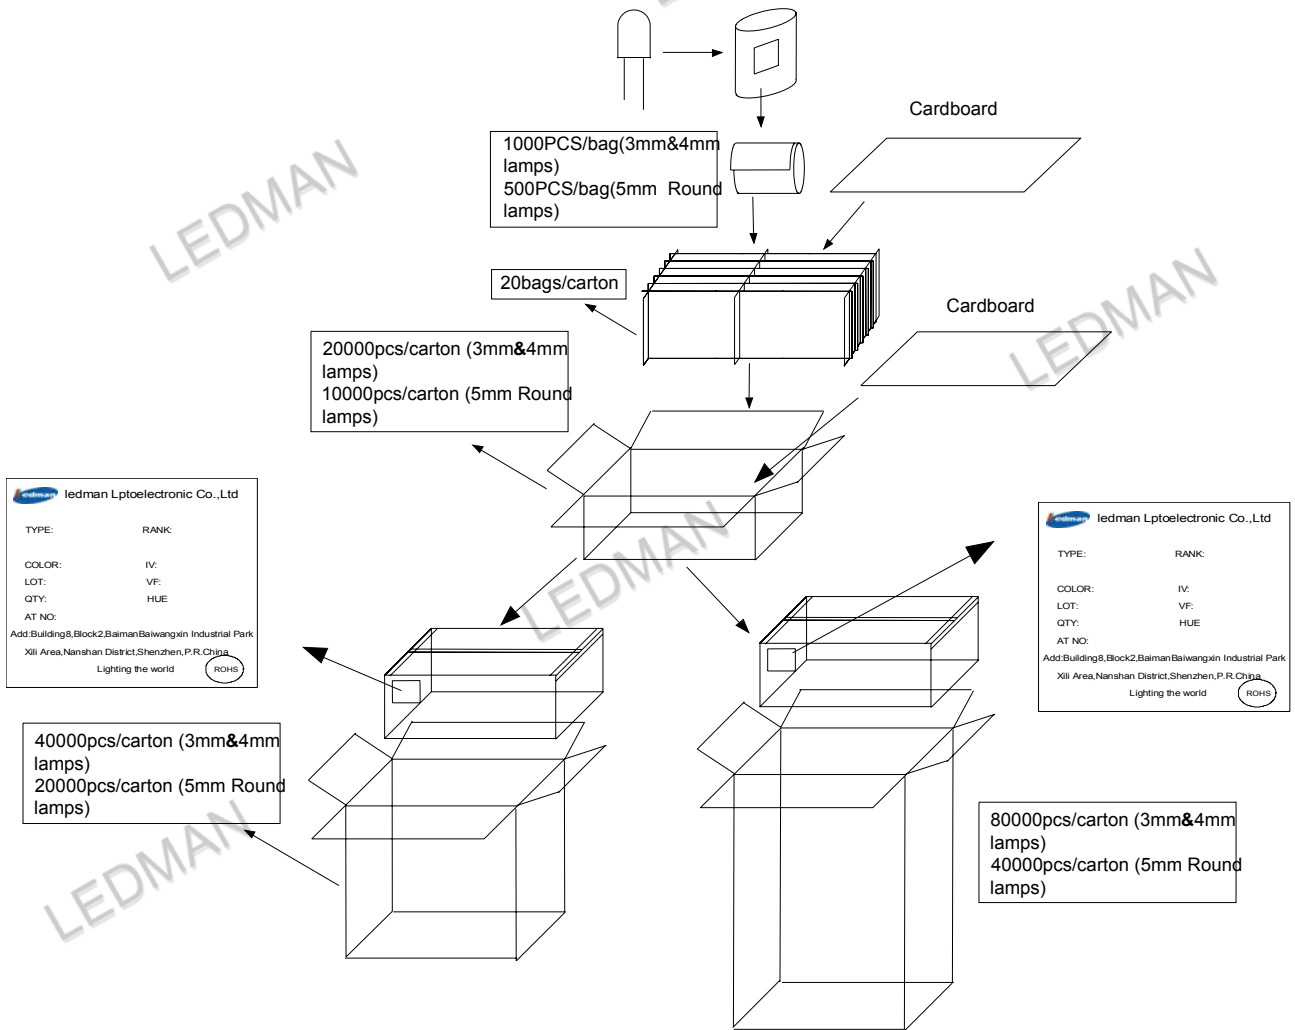 Cardboard
1000PCS/bag(3mm&4mm
lamps)
500PCS/bag(5mm Round
lamps)
LEDMAN
20bags/carton
Cardboard
LEDMAN
20000pcs/carton (3mm&4mm
lamps)
10000pcs/carton (5mm Round
lamps)
Ledman ledman Lptoelectronic Co.,Ltd
TYPE: RANK:
COLOR: IV:
LOT: VF:
QTY: HUE
AT NO:
Add:Building8,Block2,BaimanBaiwangxin Industrial Park
Xili Area,Nanshan District,Shenzhen,P.R.China
Lighting the world ROHS
LEDMAN
Ledman ledman Lptoelectronic Co.,Ltd
TYPE: RANK:
COLOR: IV:
LOT: VF:
QTY: HUE
AT NO:
Add:Building8,Block2,BaimanBaiwangxin Industrial Park
Xili Area,Nanshan District,Shenzhen,P.R.China
Lighting the world ROHS
40000pcs/carton (3mm&4mm
lamps)
20000pcs/carton (5mm Round
lamps)
LEDMAN
80000pcs/carton (3mm&4mm
lamps)
40000pcs/carton (5mm Round
lamps)